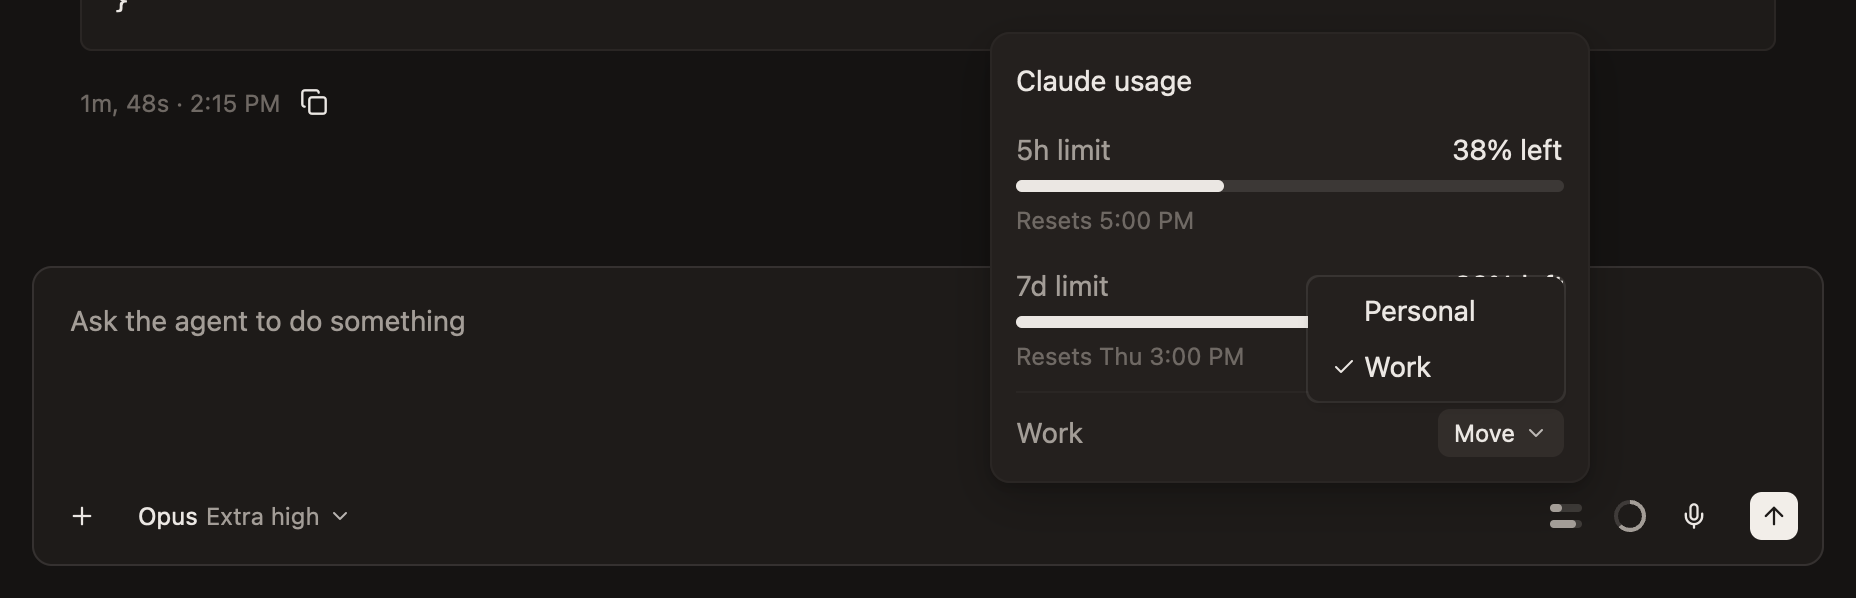 }
1m, 48s · 2:15 PM
Claude usage
5h limit 38% left
Resets 5:00 PM
7d limit
Resets Thu 3:00 PM
Personal
✓ Work
Work Move
Ask the agent to do something
Opus Extra high